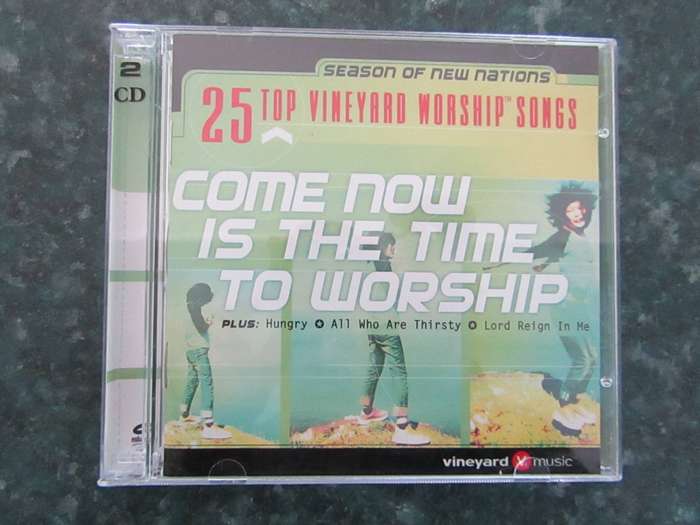 2
CD
SEASON OF NEW NATIONS
25 TOP VINEYARD WORSHIP™ SONGS
COME NOW
IS THE TIME
TO WORSHIP
PLUS: Hungry ✪ All Who Are Thirsty ✪ Lord Reign In Me
vineyard music